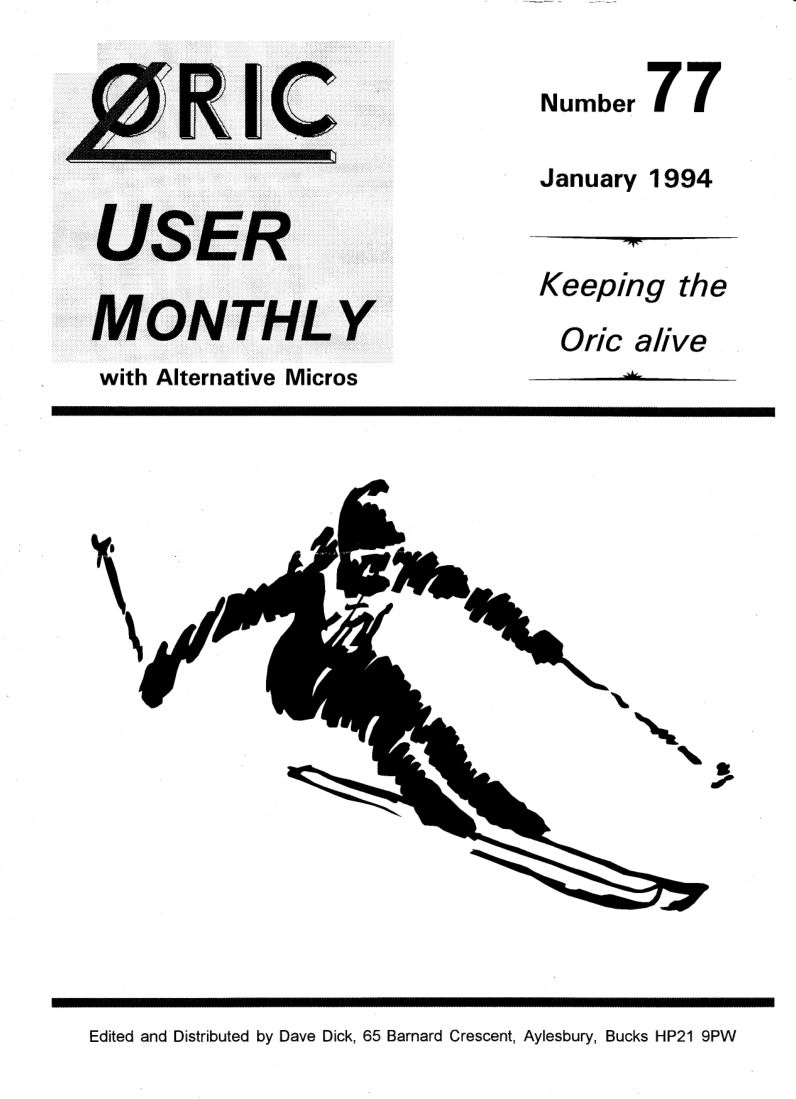 ORIC
USER
MONTHLY
with Alternative Micros
Number 77
January 1994
Keeping the
Oric alive
Edited and Distributed by Dave Dick, 65 Barnard Crescent, Aylesbury, Bucks HP21 9PW